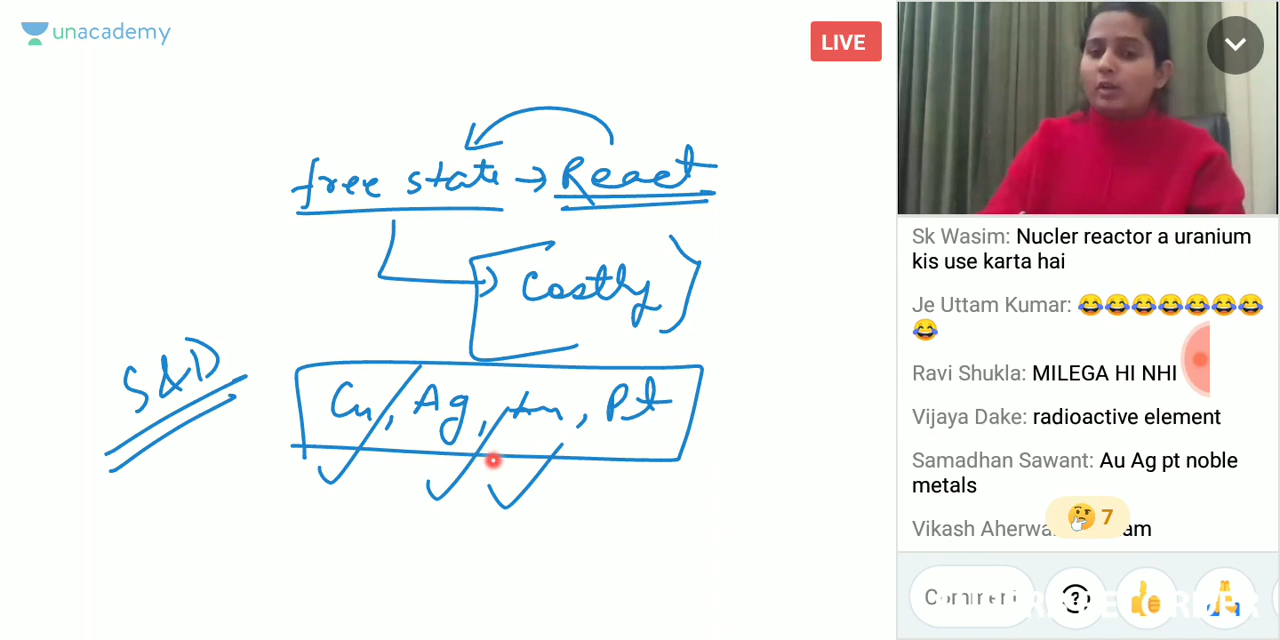 unacademy
LIVE
free state → React
Costly
S&D
Cu, Ag, Au, Pt
Sk Wasim: Nucler reactor a uranium
kis use karta hai
Je Uttam Kumar: 😂😂😂😂😂😂😂
😂
Ravi Shukla: MILEGA HI NHI
Vijaya Dake: radioactive element
Samadhan Sawant: Au Ag pt noble
metals
🤔 7
Vikash
am